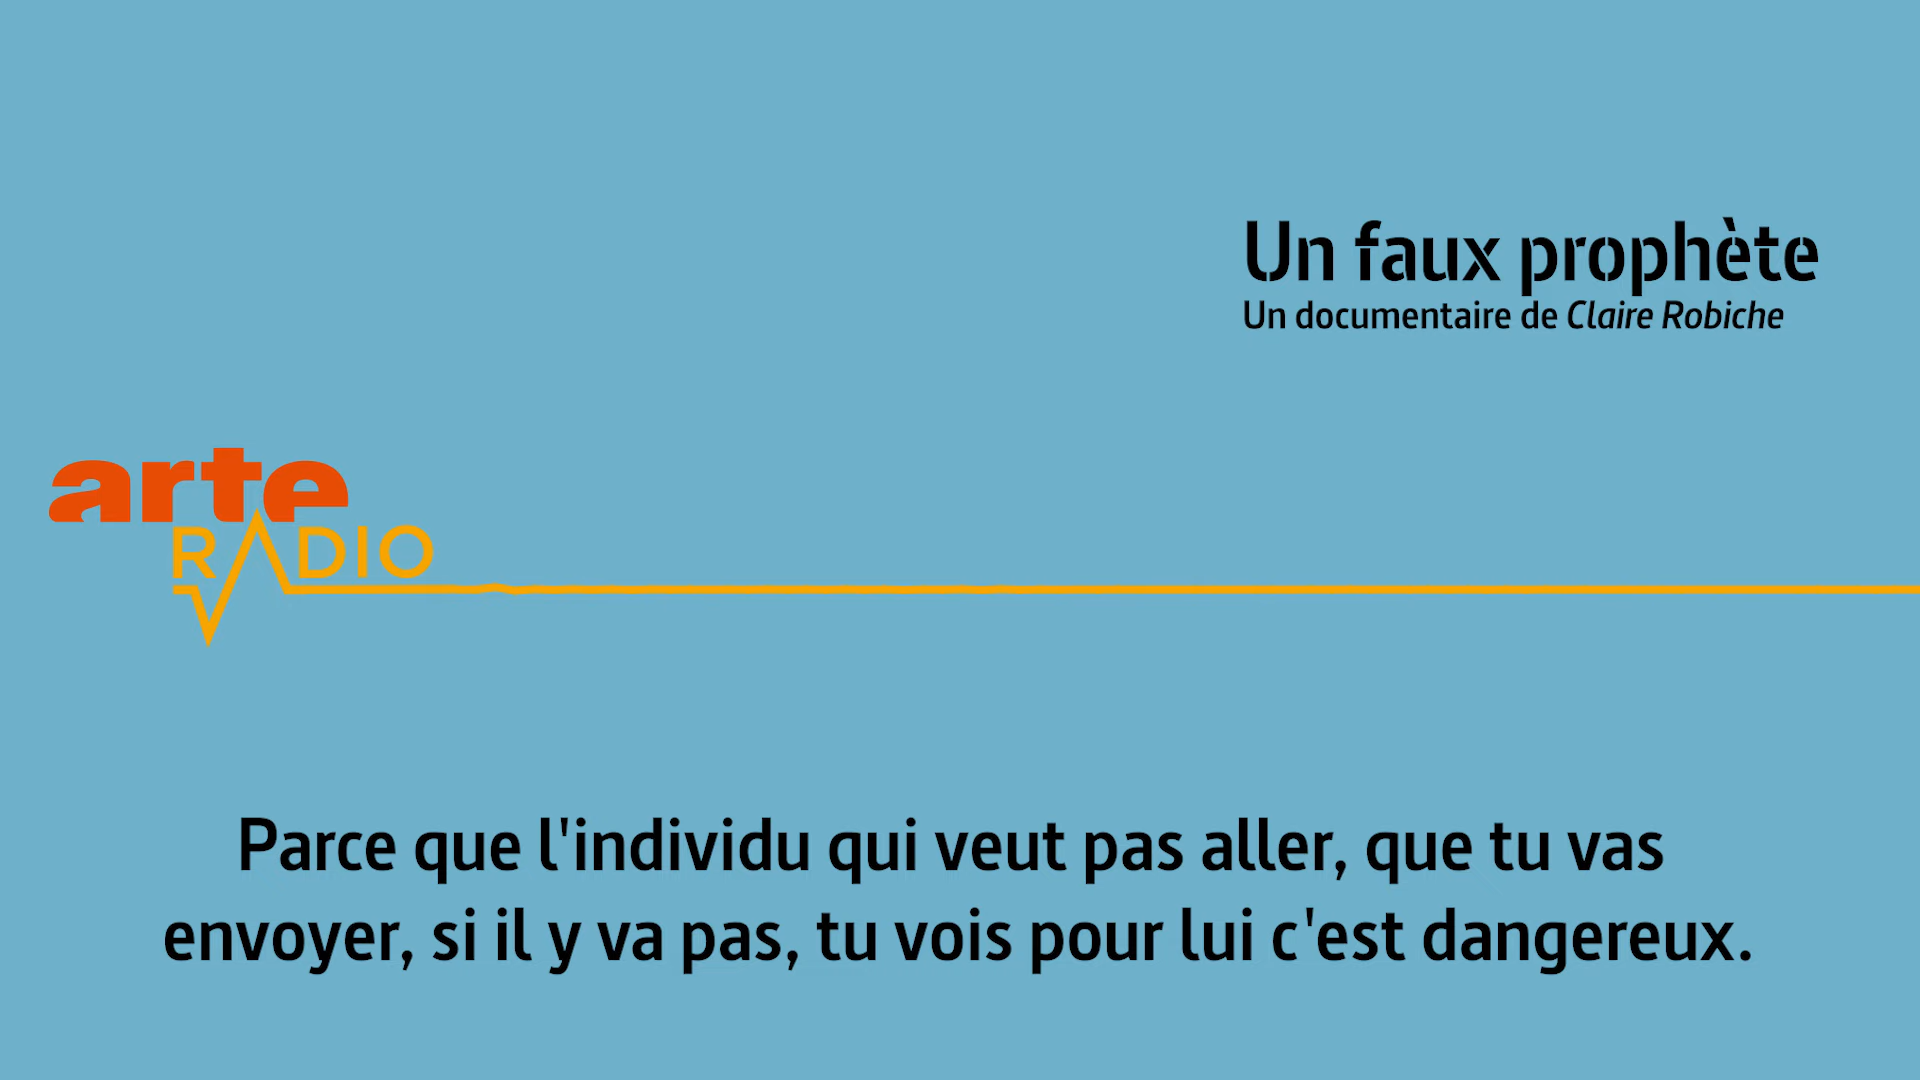 Un faux prophète
Un documentaire de Claire Robiche
arte
RADIO
Parce que l'individu qui veut pas aller, que tu vas
envoyer, si il y va pas, tu vois pour lui c'est dangereux.